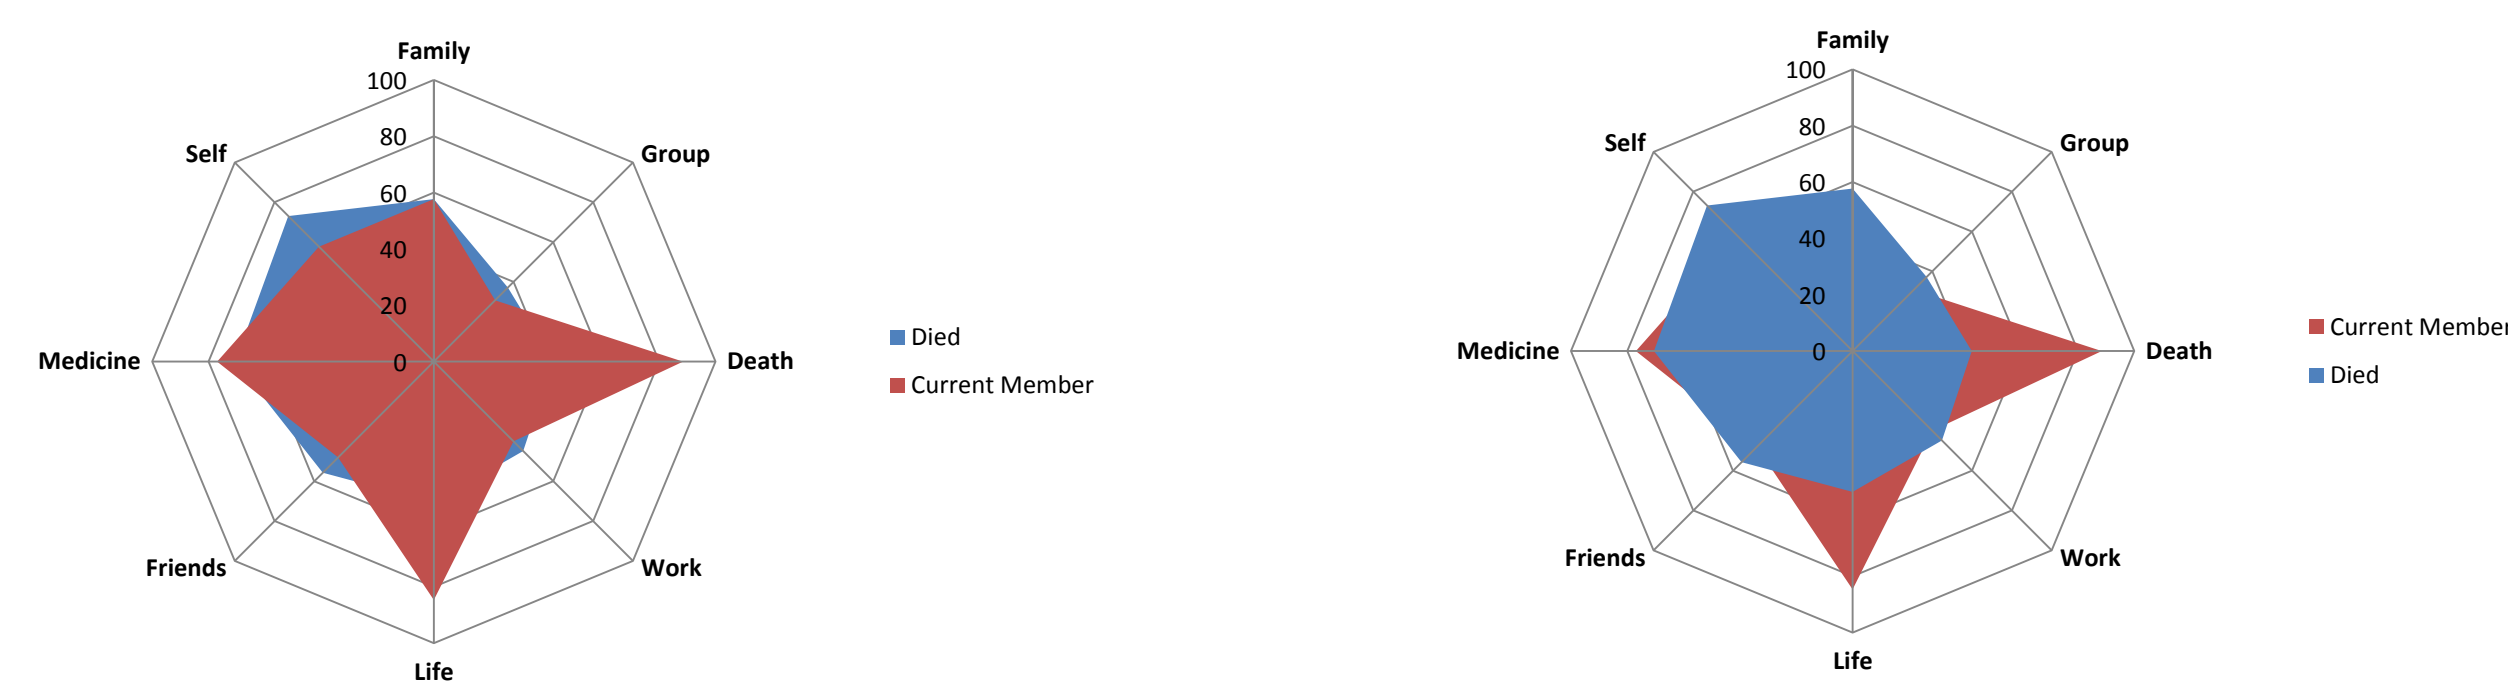 Family
100
80
Self
Group
60
40
20
Medicine
0
Death
Died
Current Member
Friends
Work
Life
Family
100
80
Self
Group
60
40
20
Medicine
0
Death
Current Member
Died
Friends
Work
Life